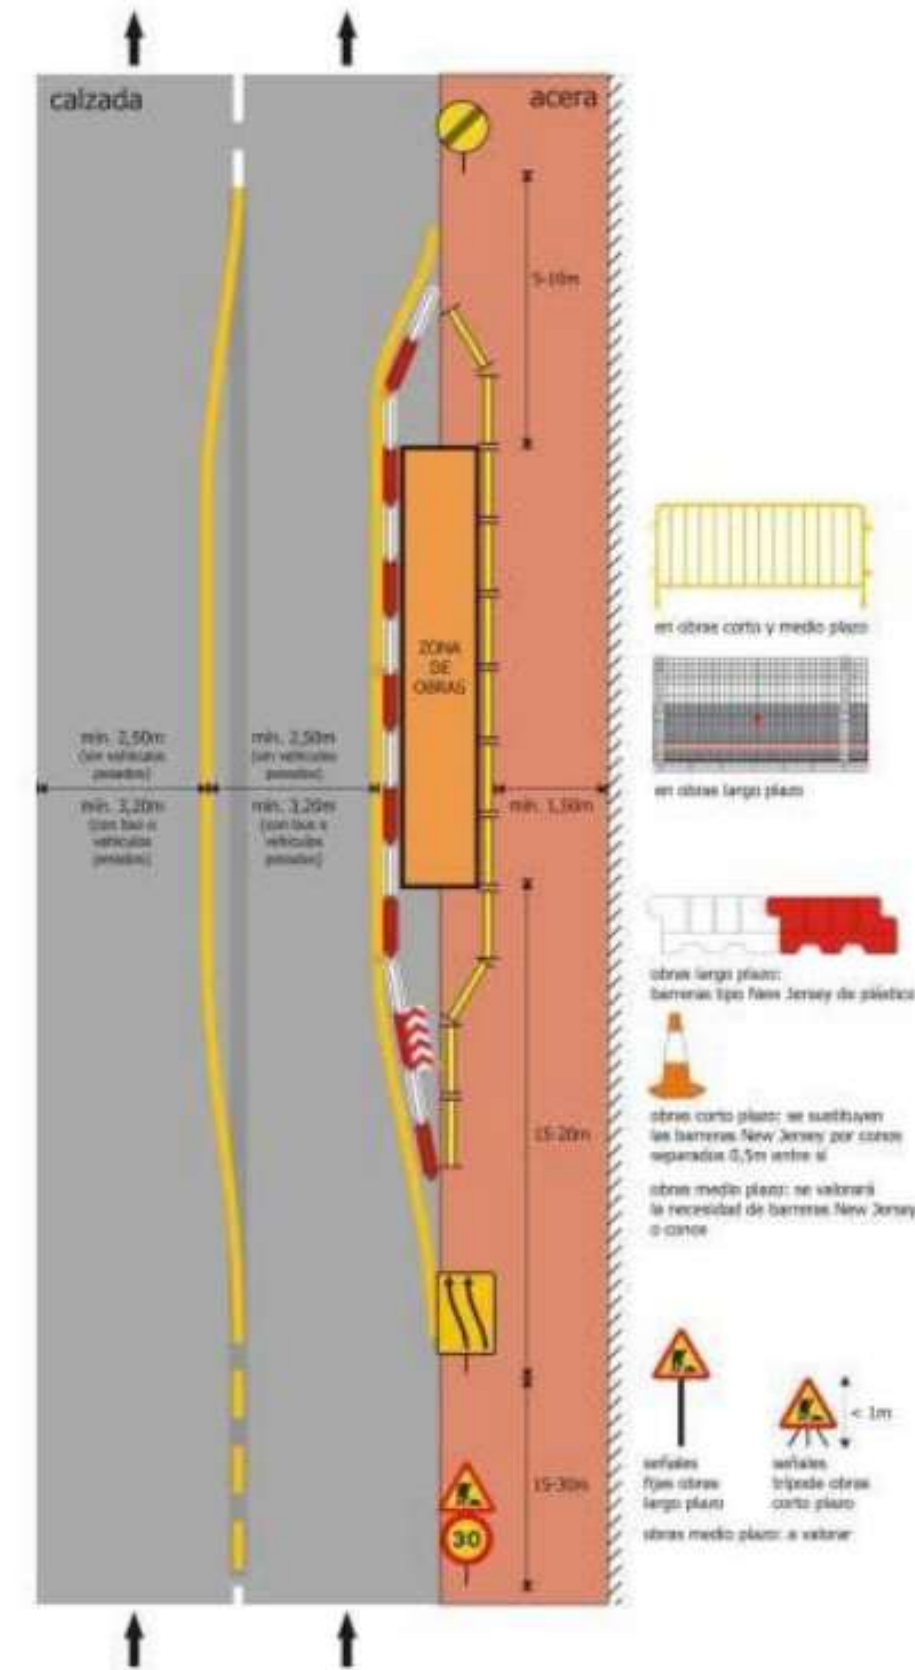 calzada
acera
5-10m
en obras corto y medio plazo
ZONA
DE
OBRAS
min. 2,50m
(sin vehículos
pesados)
min. 2,50m
(sin vehículos
pesados)
min. 3,20m
(con bus o
vehículos
pesados)
min. 3,20m
(con bus o
vehículos
pesados)
min. 1,50m
en obras largo plazo
obras largo plazo:
barreras tipo New Jersey de plástico
obras corto plazo: se sustituyen
las barreras New Jersey por conos
separados 0,5m entre sí
15-20m
obras medio plazo: se valorará
la necesidad de barreras New Jersey
o conos
< 1m
señales
fijas obras
largo plazo
señales
trípode obras
corto plazo
15-30m
30
obras medio plazo: a valorar